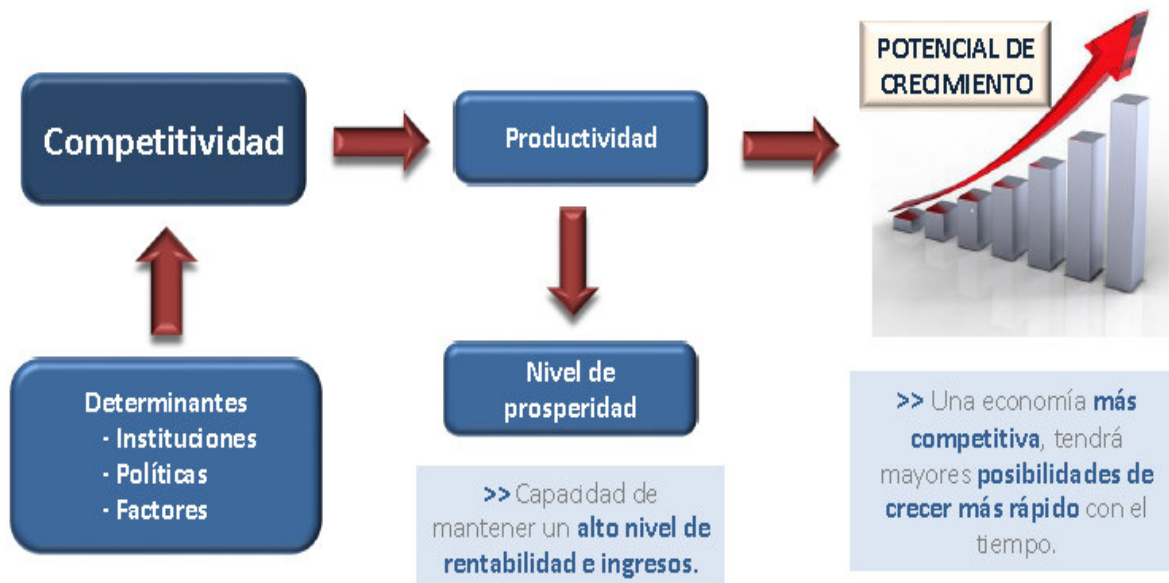 Competitividad
Productividad
POTENCIAL DE
CRECIMIENTO
Determinantes
- Instituciones
- Políticas
- Factores
Nivel de
prosperidad
>> Capacidad de
mantener un alto nivel de
rentabilidad e ingresos.
>> Una economía más
competitiva, tendrá
mayores posibilidades de
crecer más rápido con el
tiempo.